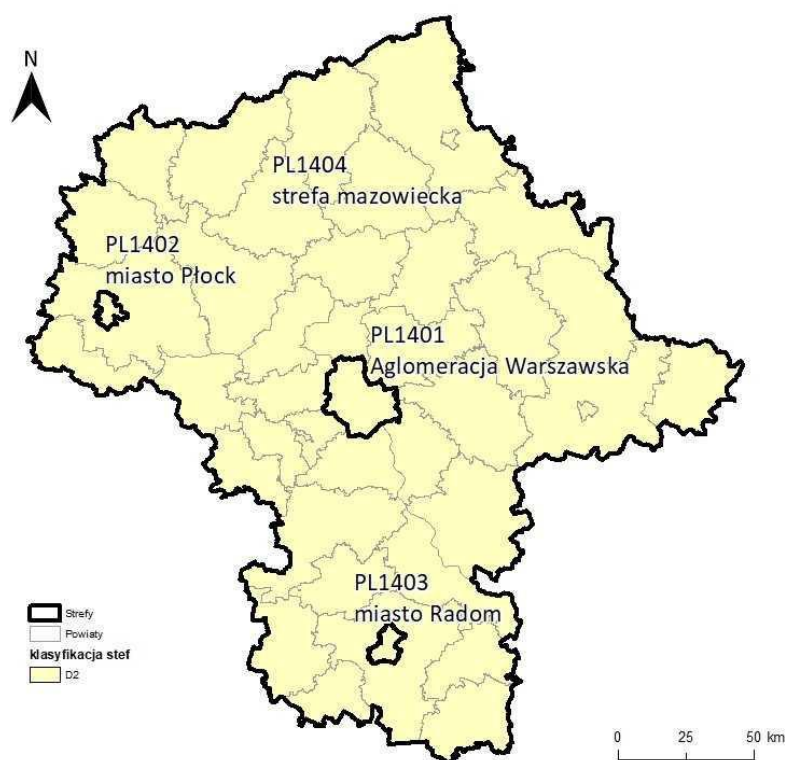 N
PL1404
strefa mazowiecka
PL1402
miasto Płock
PL1401
Aglomeracja Warszawska
PL1403
miasto Radom
Strefy
Powiaty
klasyfikacja stef
D2
0 25 50 km